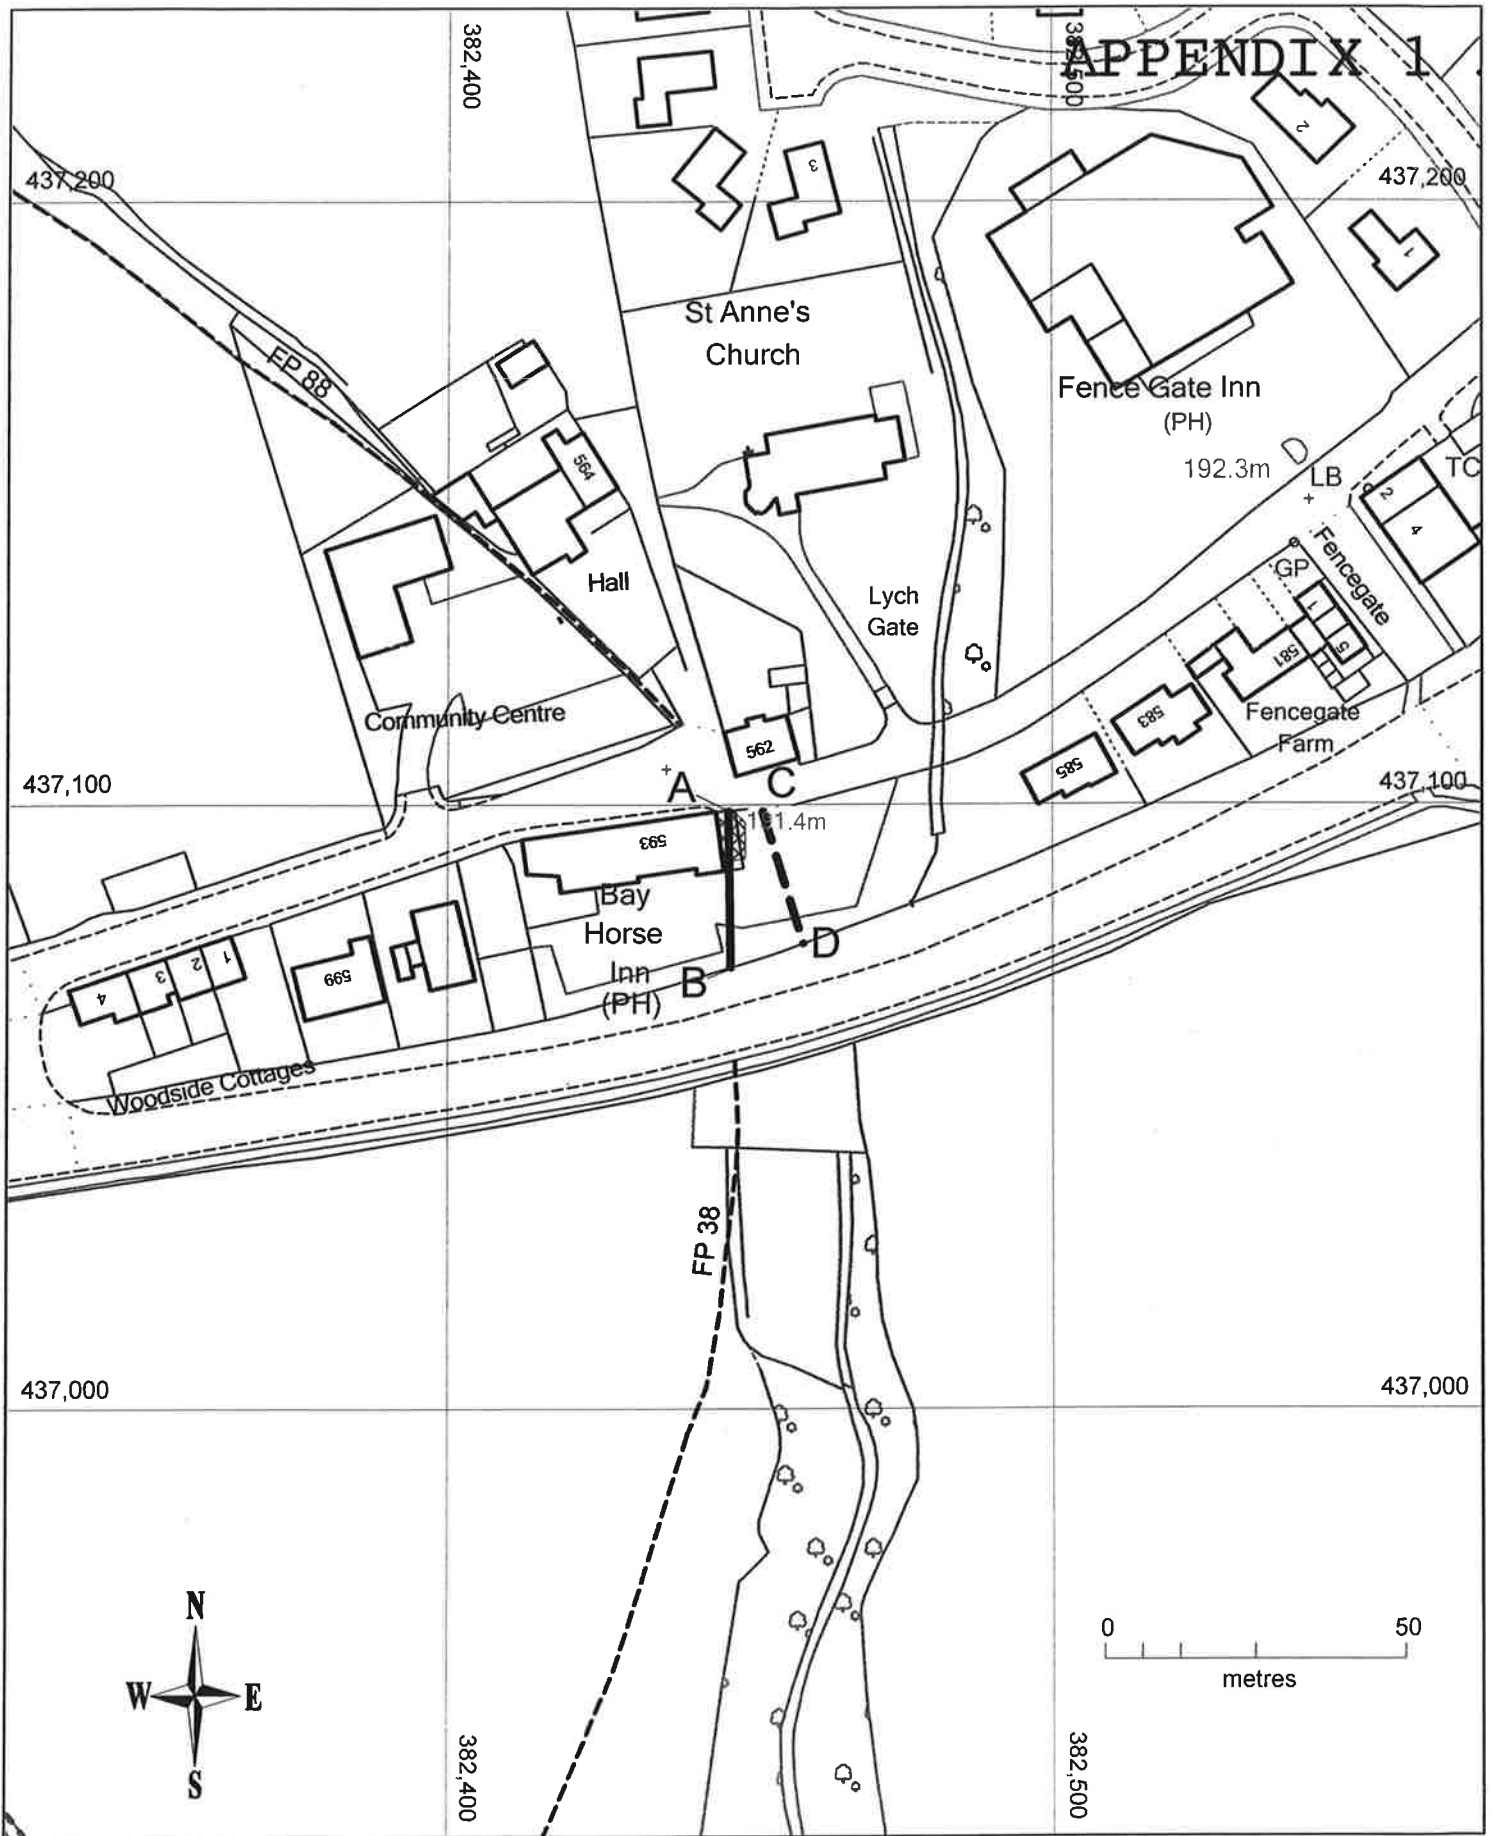 APPENDIX 1
382,400
382,500
2
437,200
437,200
3
1
St Anne's
Church
FP 88
Fence Gate Inn
(PH)
192.3m
LB
TC
2
4
564
Hall
Lych
Gate
GP
Fencegate
1
5
581
583
585
Fencegate
Farm
Community Centre
562
437,100
437,100
A
C
593
Bay
Horse
Inn
(PH)
B
D
1
2
3
4
599
Woodside Cottages
FP 38
437,000
437,000
N
W
E
S
0
50
metres
382,400
382,500